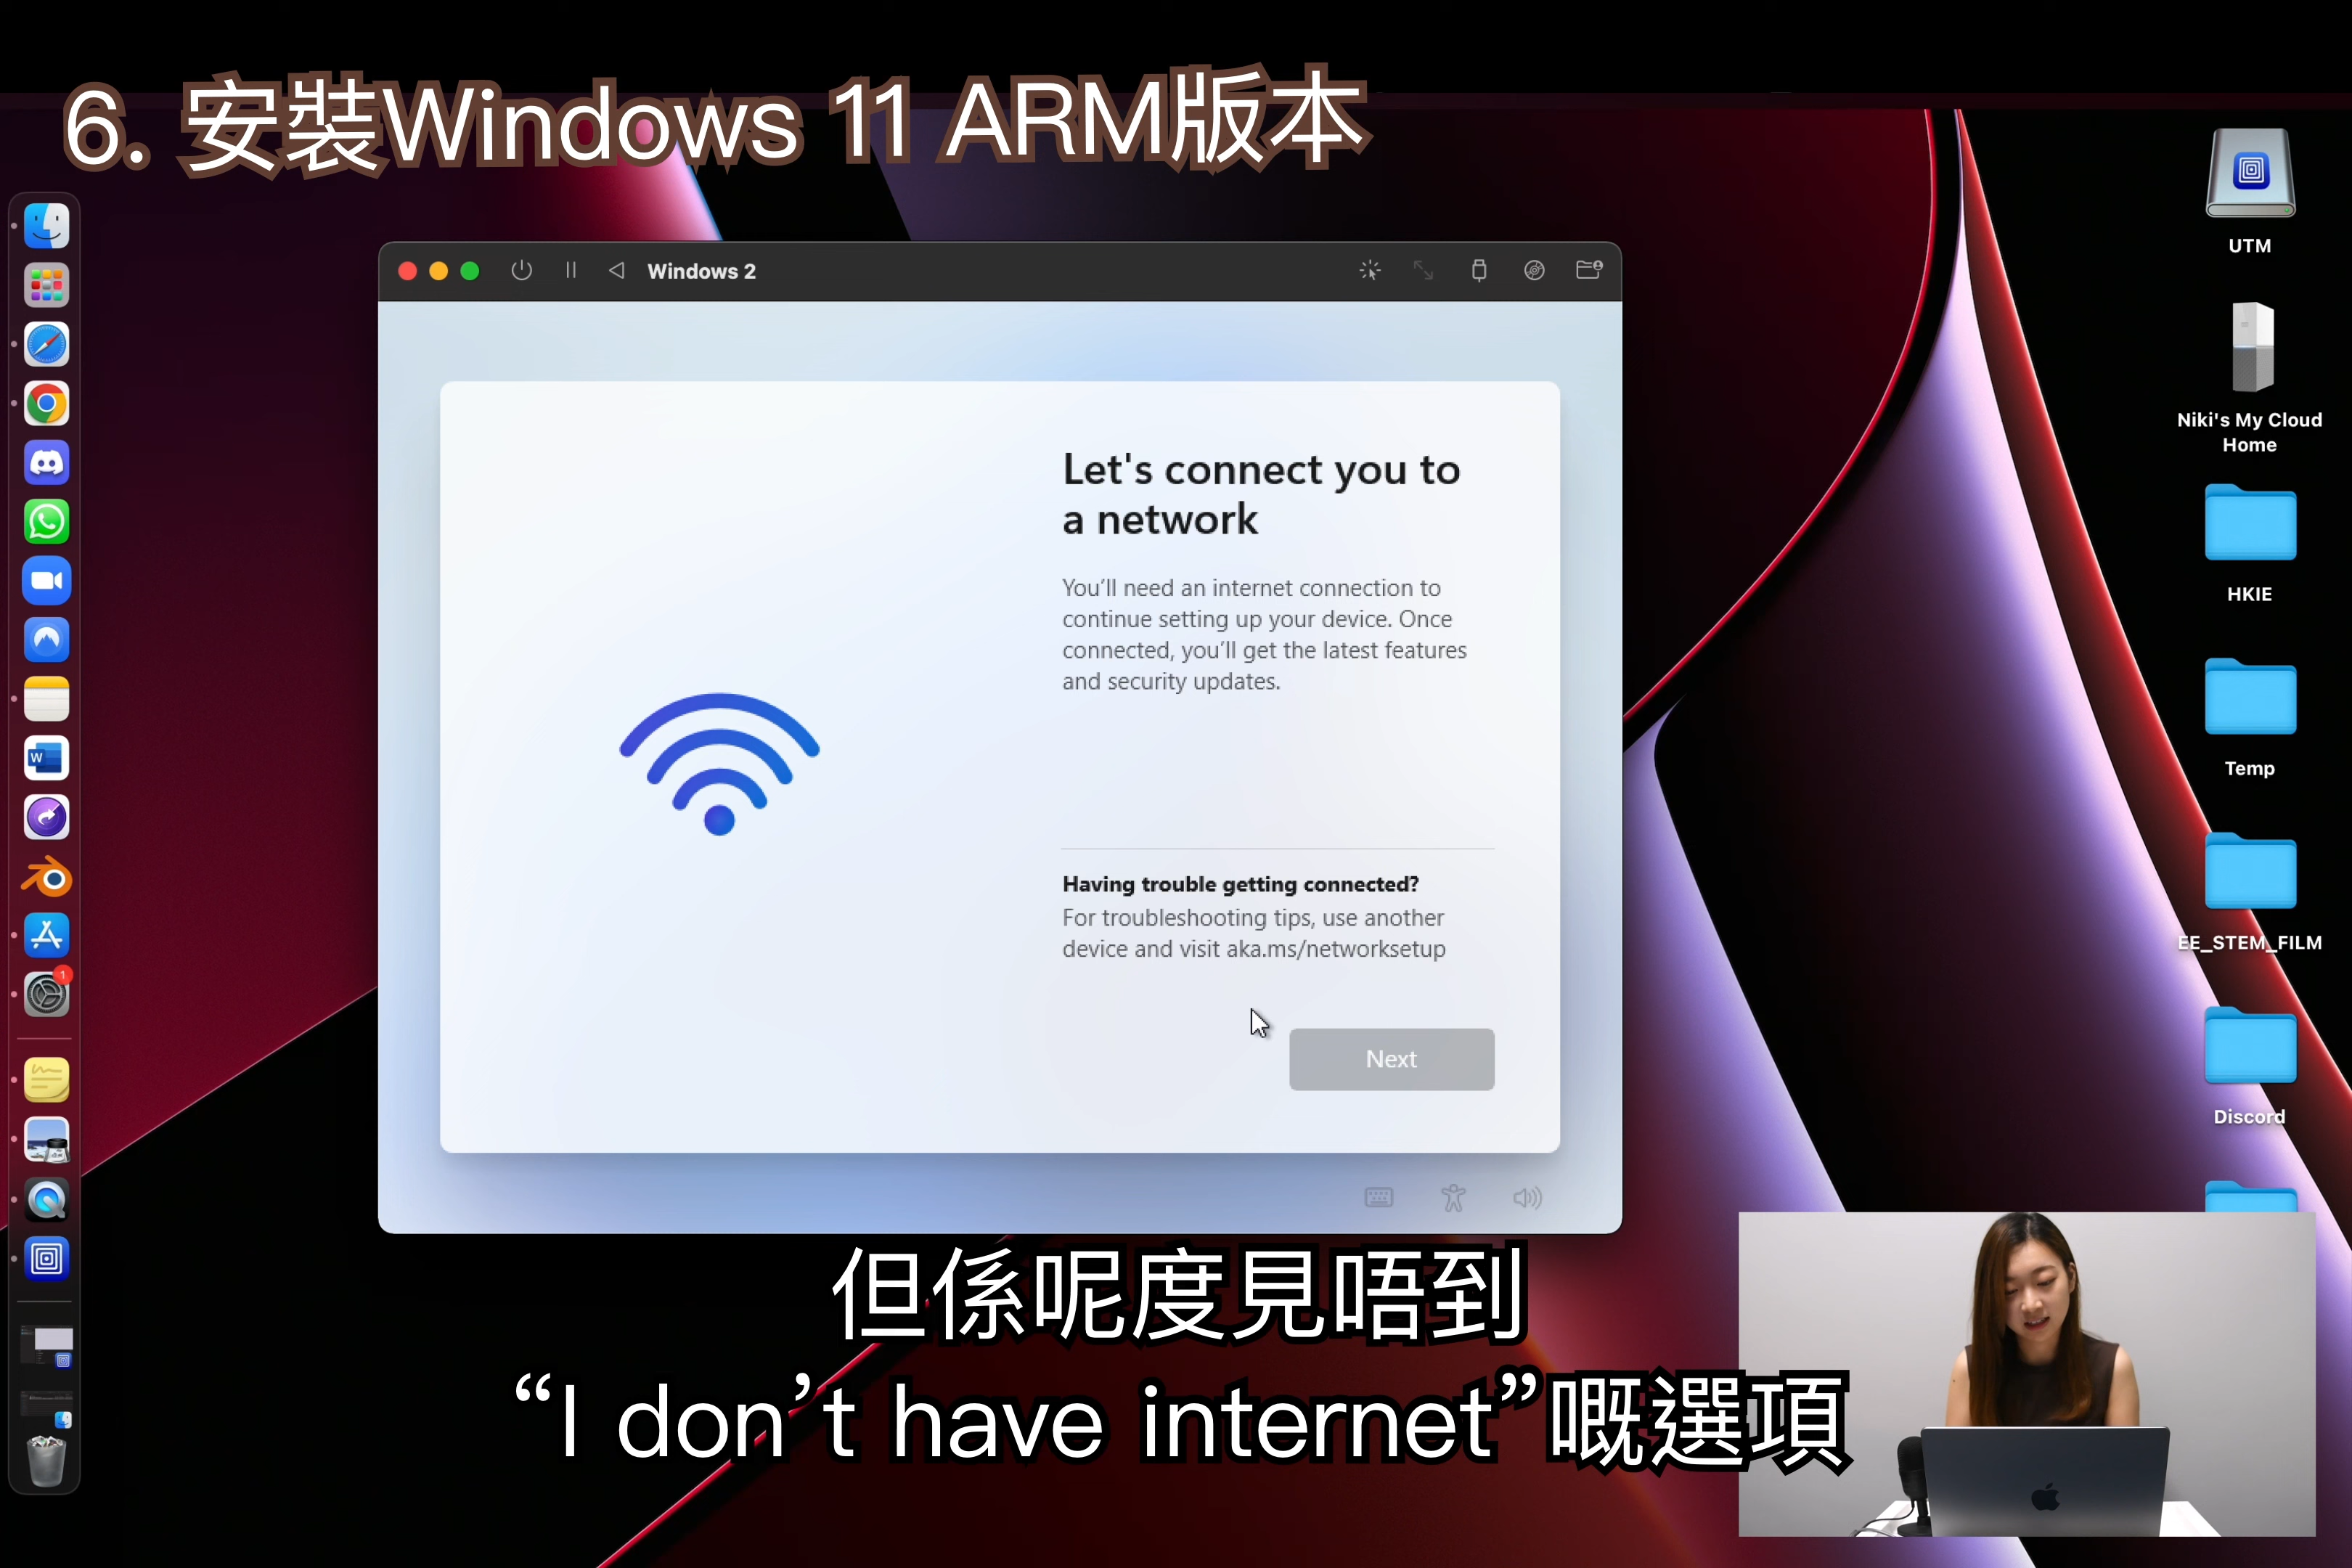 6. 安裝Windows 11 ARM版本
Windows 2
UTM
Niki's My Cloud
Home
HKIE
Temp
EE_STEM_FILM
Discord
Let's connect you to
a network
You'll need an internet connection to
continue setting up your device. Once
connected, you'll get the latest features
and security updates.
Having trouble getting connected?
For troubleshooting tips, use another
device and visit aka.ms/networksetup
Next
W
1
但係呢度見唔到
“I don't have internet”嘅選項